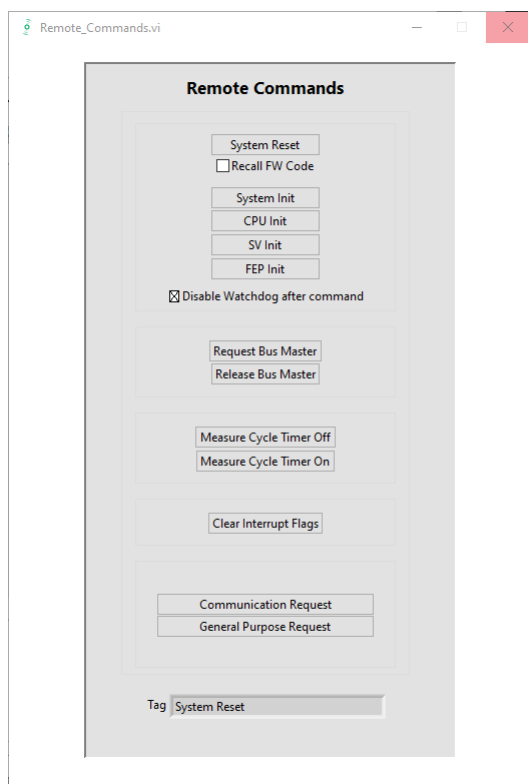 Remote_Commands.vi
Remote Commands
System Reset
Recall FW Code
System Init
CPU Init
SV Init
FEP Init
Disable Watchdog after command
Request Bus Master
Release Bus Master
Measure Cycle Timer Off
Measure Cycle Timer On
Clear Interrupt Flags
Communication Request
General Purpose Request
Tag System Reset